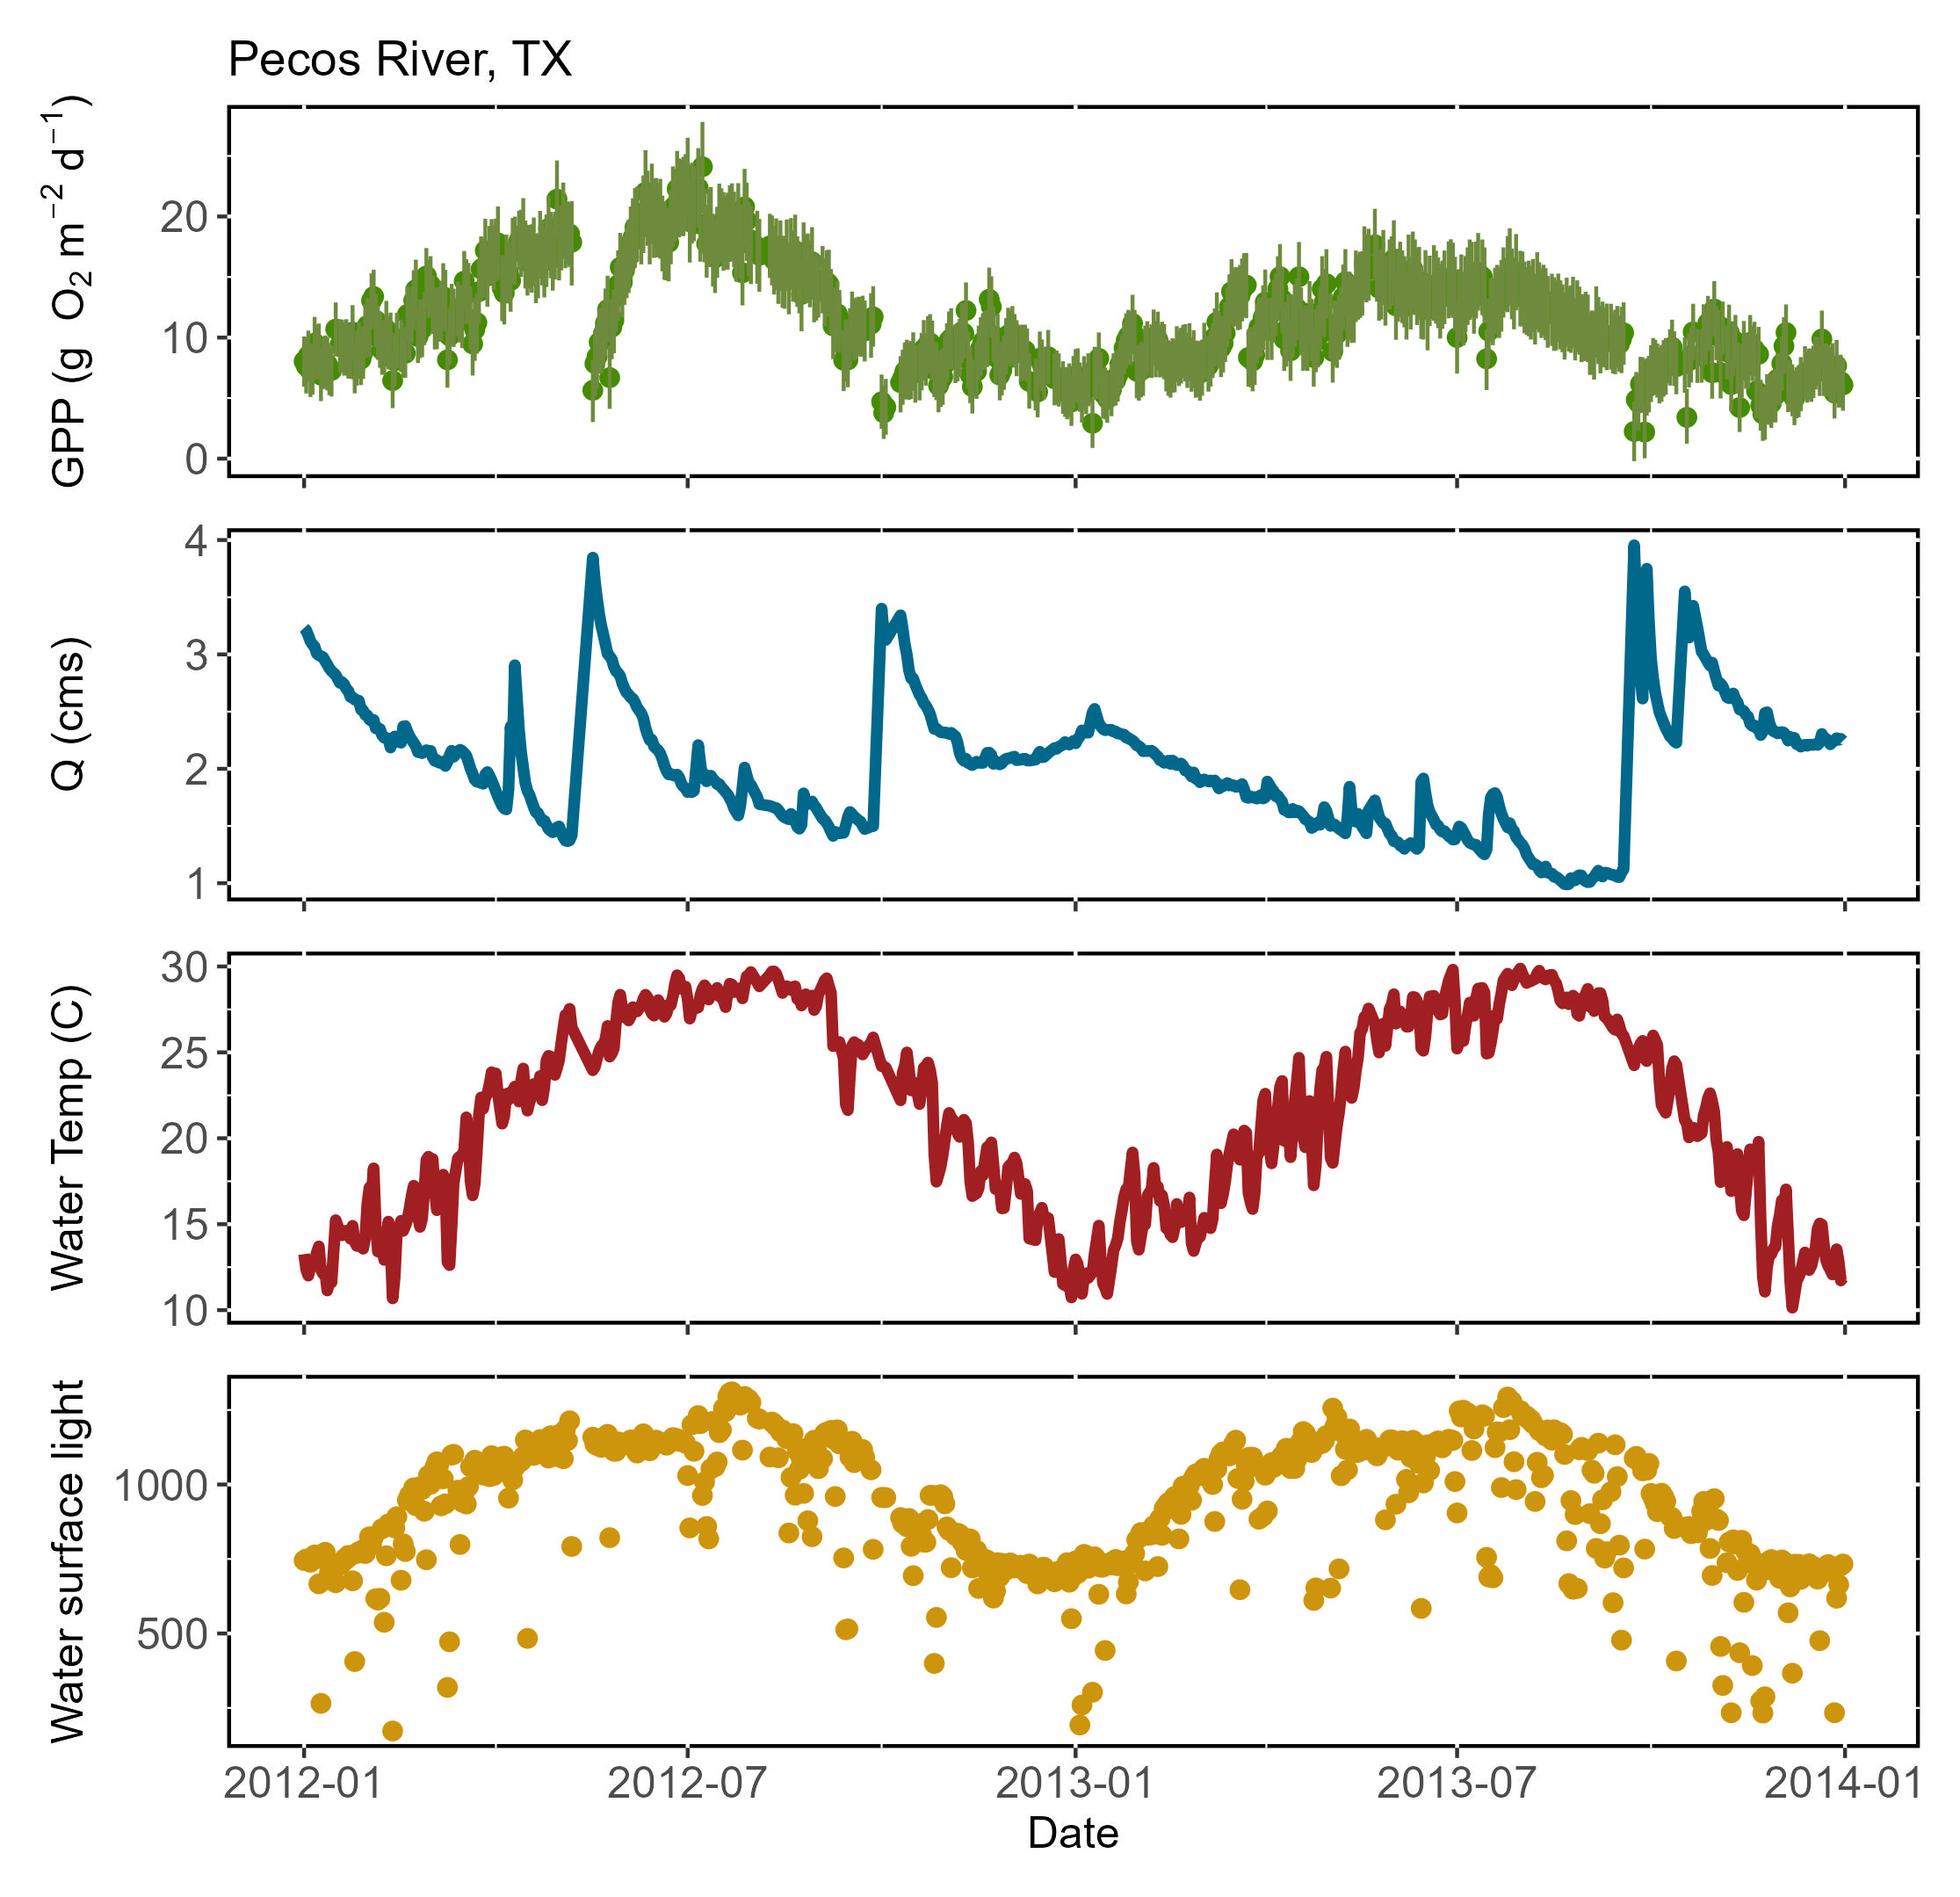 Pecos River, TX
GPP (g O₂ m⁻² d⁻¹)
20
10
0
Q (cms)
4
3
2
1
Water Temp (C)
30
25
20
15
10
Water surface light
1000
500
2012-01 2012-07 2013-01 2013-07 2014-01
Date